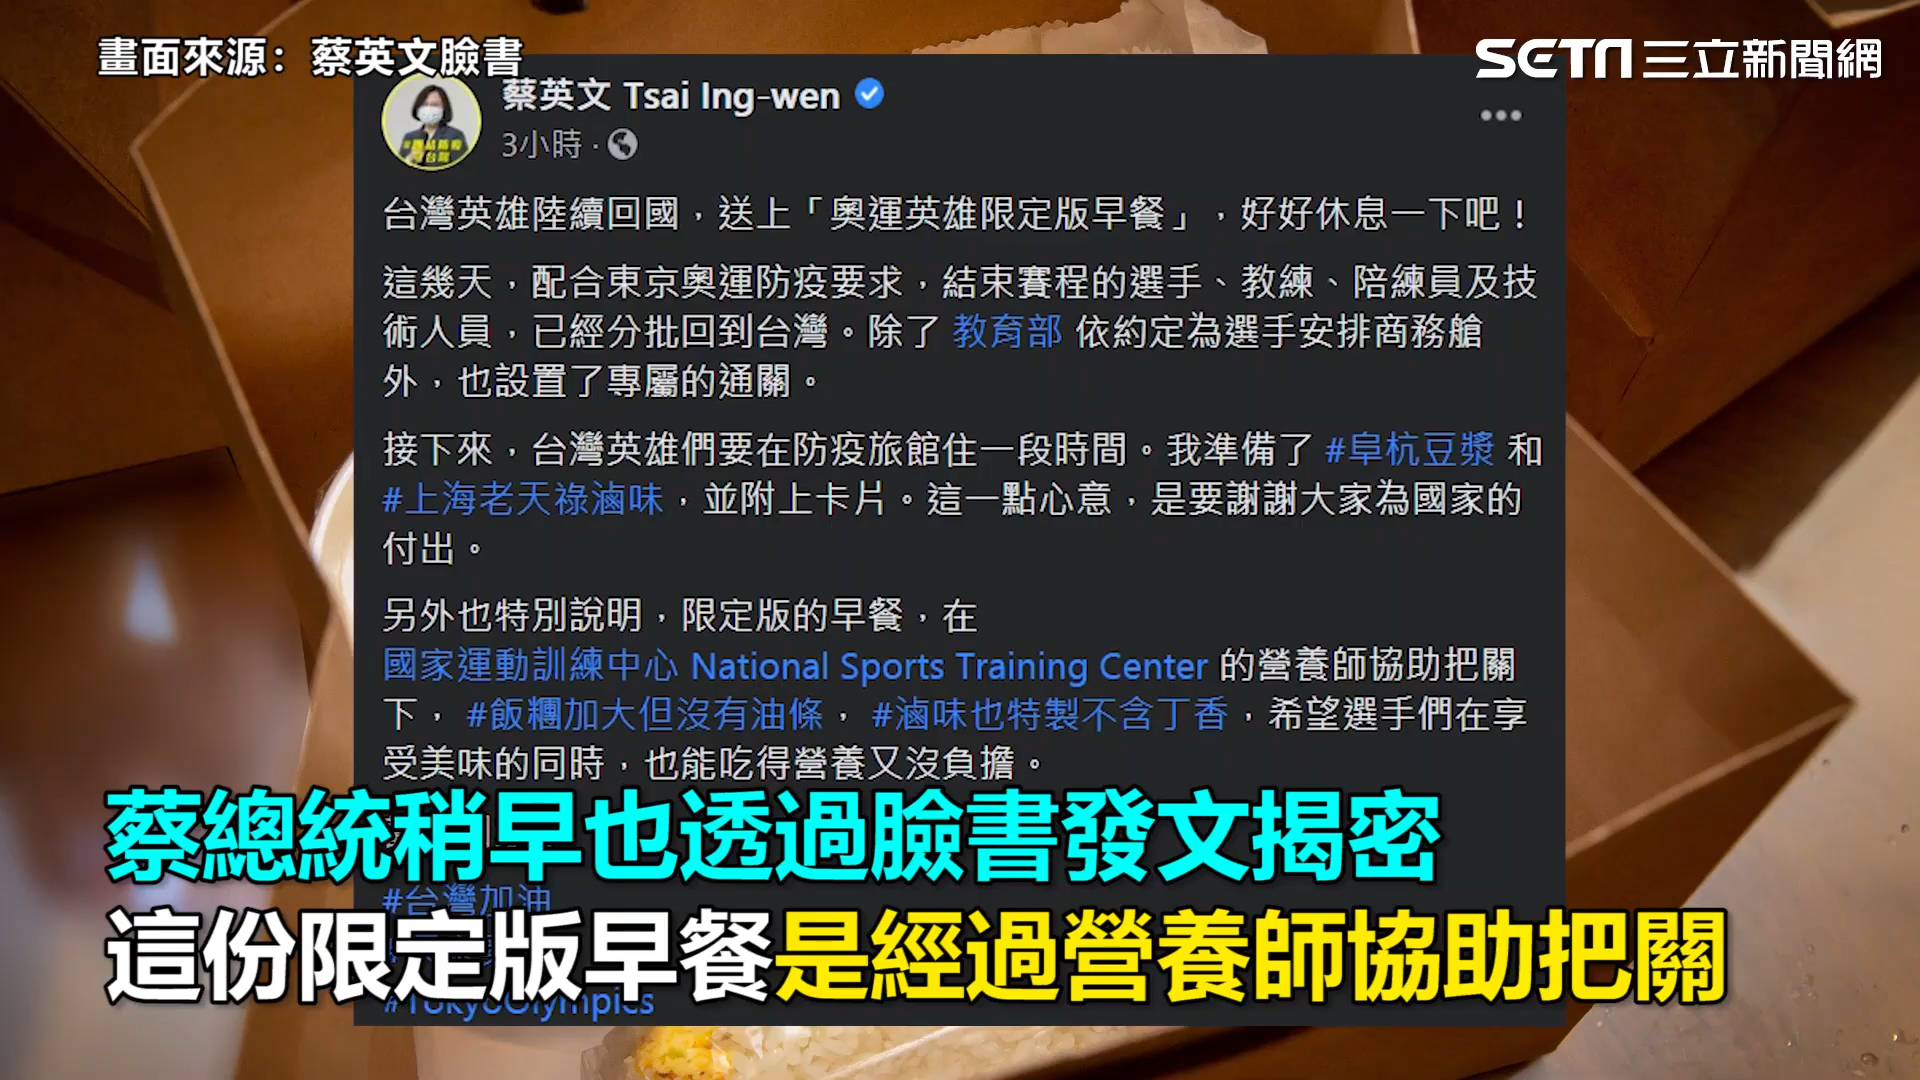 畫面來源：蔡英文臉書
SETN三立新聞網
蔡英文 Tsai Ing-wen
3小時
台灣英雄陸續回國，送上「奧運英雄限定版早餐」，好好休息一下吧！
這幾天，配合東京奧運防疫要求，結束賽程的選手、教練、陪練員及技
術人員，已經分批回到台灣。除了 教育部 依約定為選手安排商務艙
外，也設置了專屬的通關。
接下來，台灣英雄們要在防疫旅館住一段時間。我準備了 #阜杭豆漿 和
#上海老天祿滷味，並附上卡片。這一點心意，是要謝謝大家為國家的
付出。
另外也特別說明，限定版的早餐，在
國家運動訓練中心 National Sports Training Center 的營養師協助把關
下， #飯糰加大但沒有油條， #滷味也特製不含丁香，希望選手們在享
受美味的同時，也能吃得營養又沒負擔。
蔡總統稍早也透過臉書發文揭密
#台灣加油
這份限定版早餐是經過營養師協助把關
#TokyoOlympics